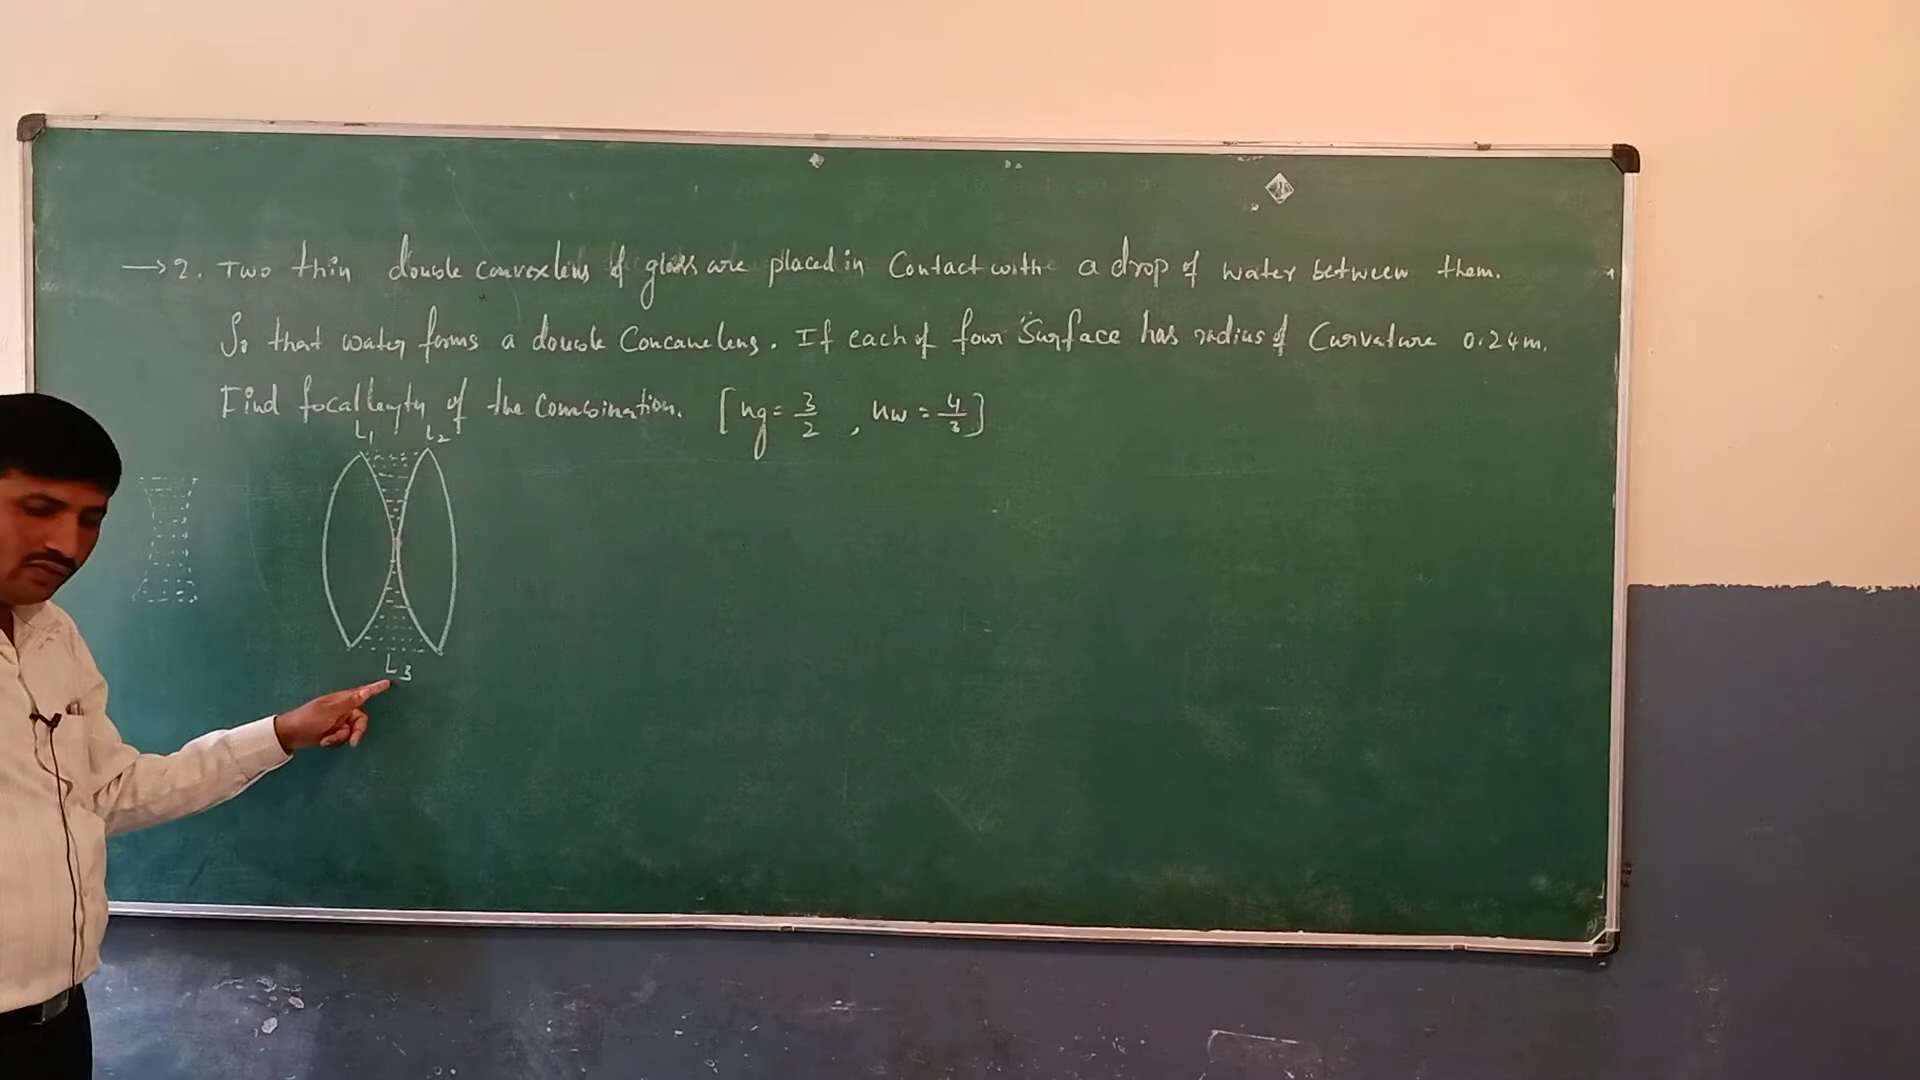 →2. Two thin double convex lens of glass are placed in Contact with a drop of water between them.
So that water forms a double Concave lens. If each of four Surface has radius of Curvature 0.24m.
Find focal length of the combination. [ng = 3/2, nw = 4/3]
L1 L2
L3